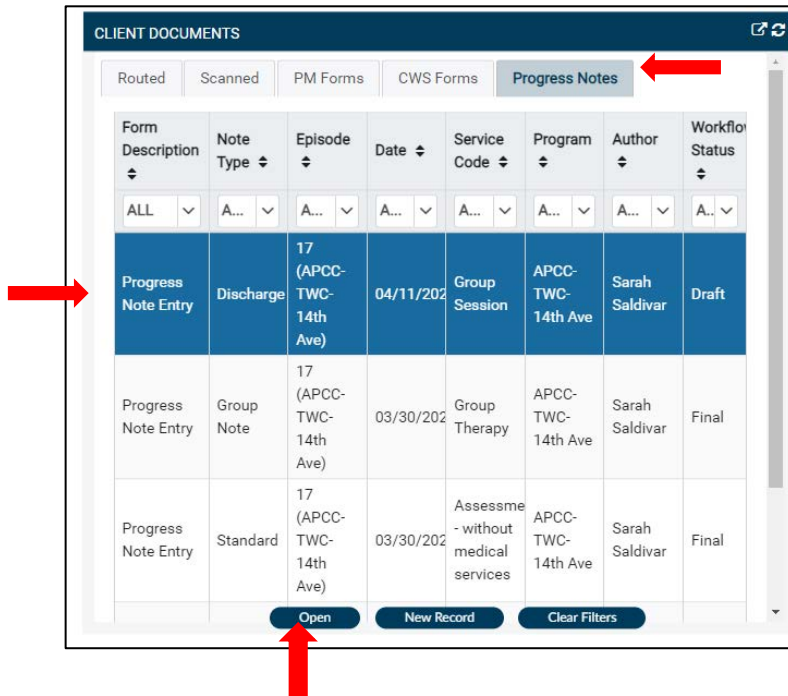 CLIENT DOCUMENTS
Routed Scanned PM Forms CWS Forms Progress Notes
Form Description Note Type Episode Date Service Code Program Author Workflow Status
ALL A... A... A... A... A... A... A..
Progress Note Entry Discharge 17 (APCC-TWC-14th Ave) 04/11/202 Group Session APCC-TWC-14th Ave Sarah Saldivar Draft
Progress Note Entry Group Note 17 (APCC-TWC-14th Ave) 03/30/202 Group Therapy APCC-TWC-14th Ave Sarah Saldivar Final
Progress Note Entry Standard 17 (APCC-TWC-14th Ave) 03/30/202 Assessme - without medical services APCC-TWC-14th Ave Sarah Saldivar Final
Open New Record Clear Filters